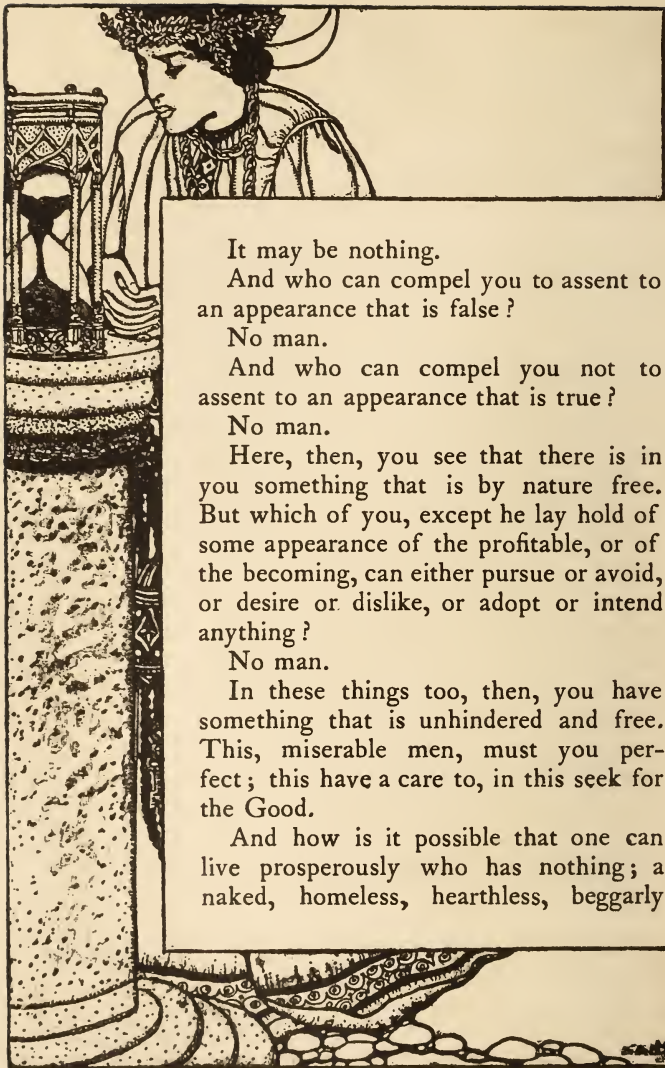 It may be nothing.
And who can compel you to assent to
an appearance that is false ?
No man.
And who can compel you not to
assent to an appearance that is true ?
No man.
Here, then, you see that there is in
you something that is by nature free.
But which of you, except he lay hold of
some appearance of the profitable, or of
the becoming, can either pursue or avoid,
or desire or dislike, or adopt or intend
anything ?
No man.
In these things too, then, you have
something that is unhindered and free.
This, miserable men, must you per-
fect ; this have a care to, in this seek for
the Good.
And how is it possible that one can
live prosperously who has nothing ; a
naked, homeless, hearthless, beggarly